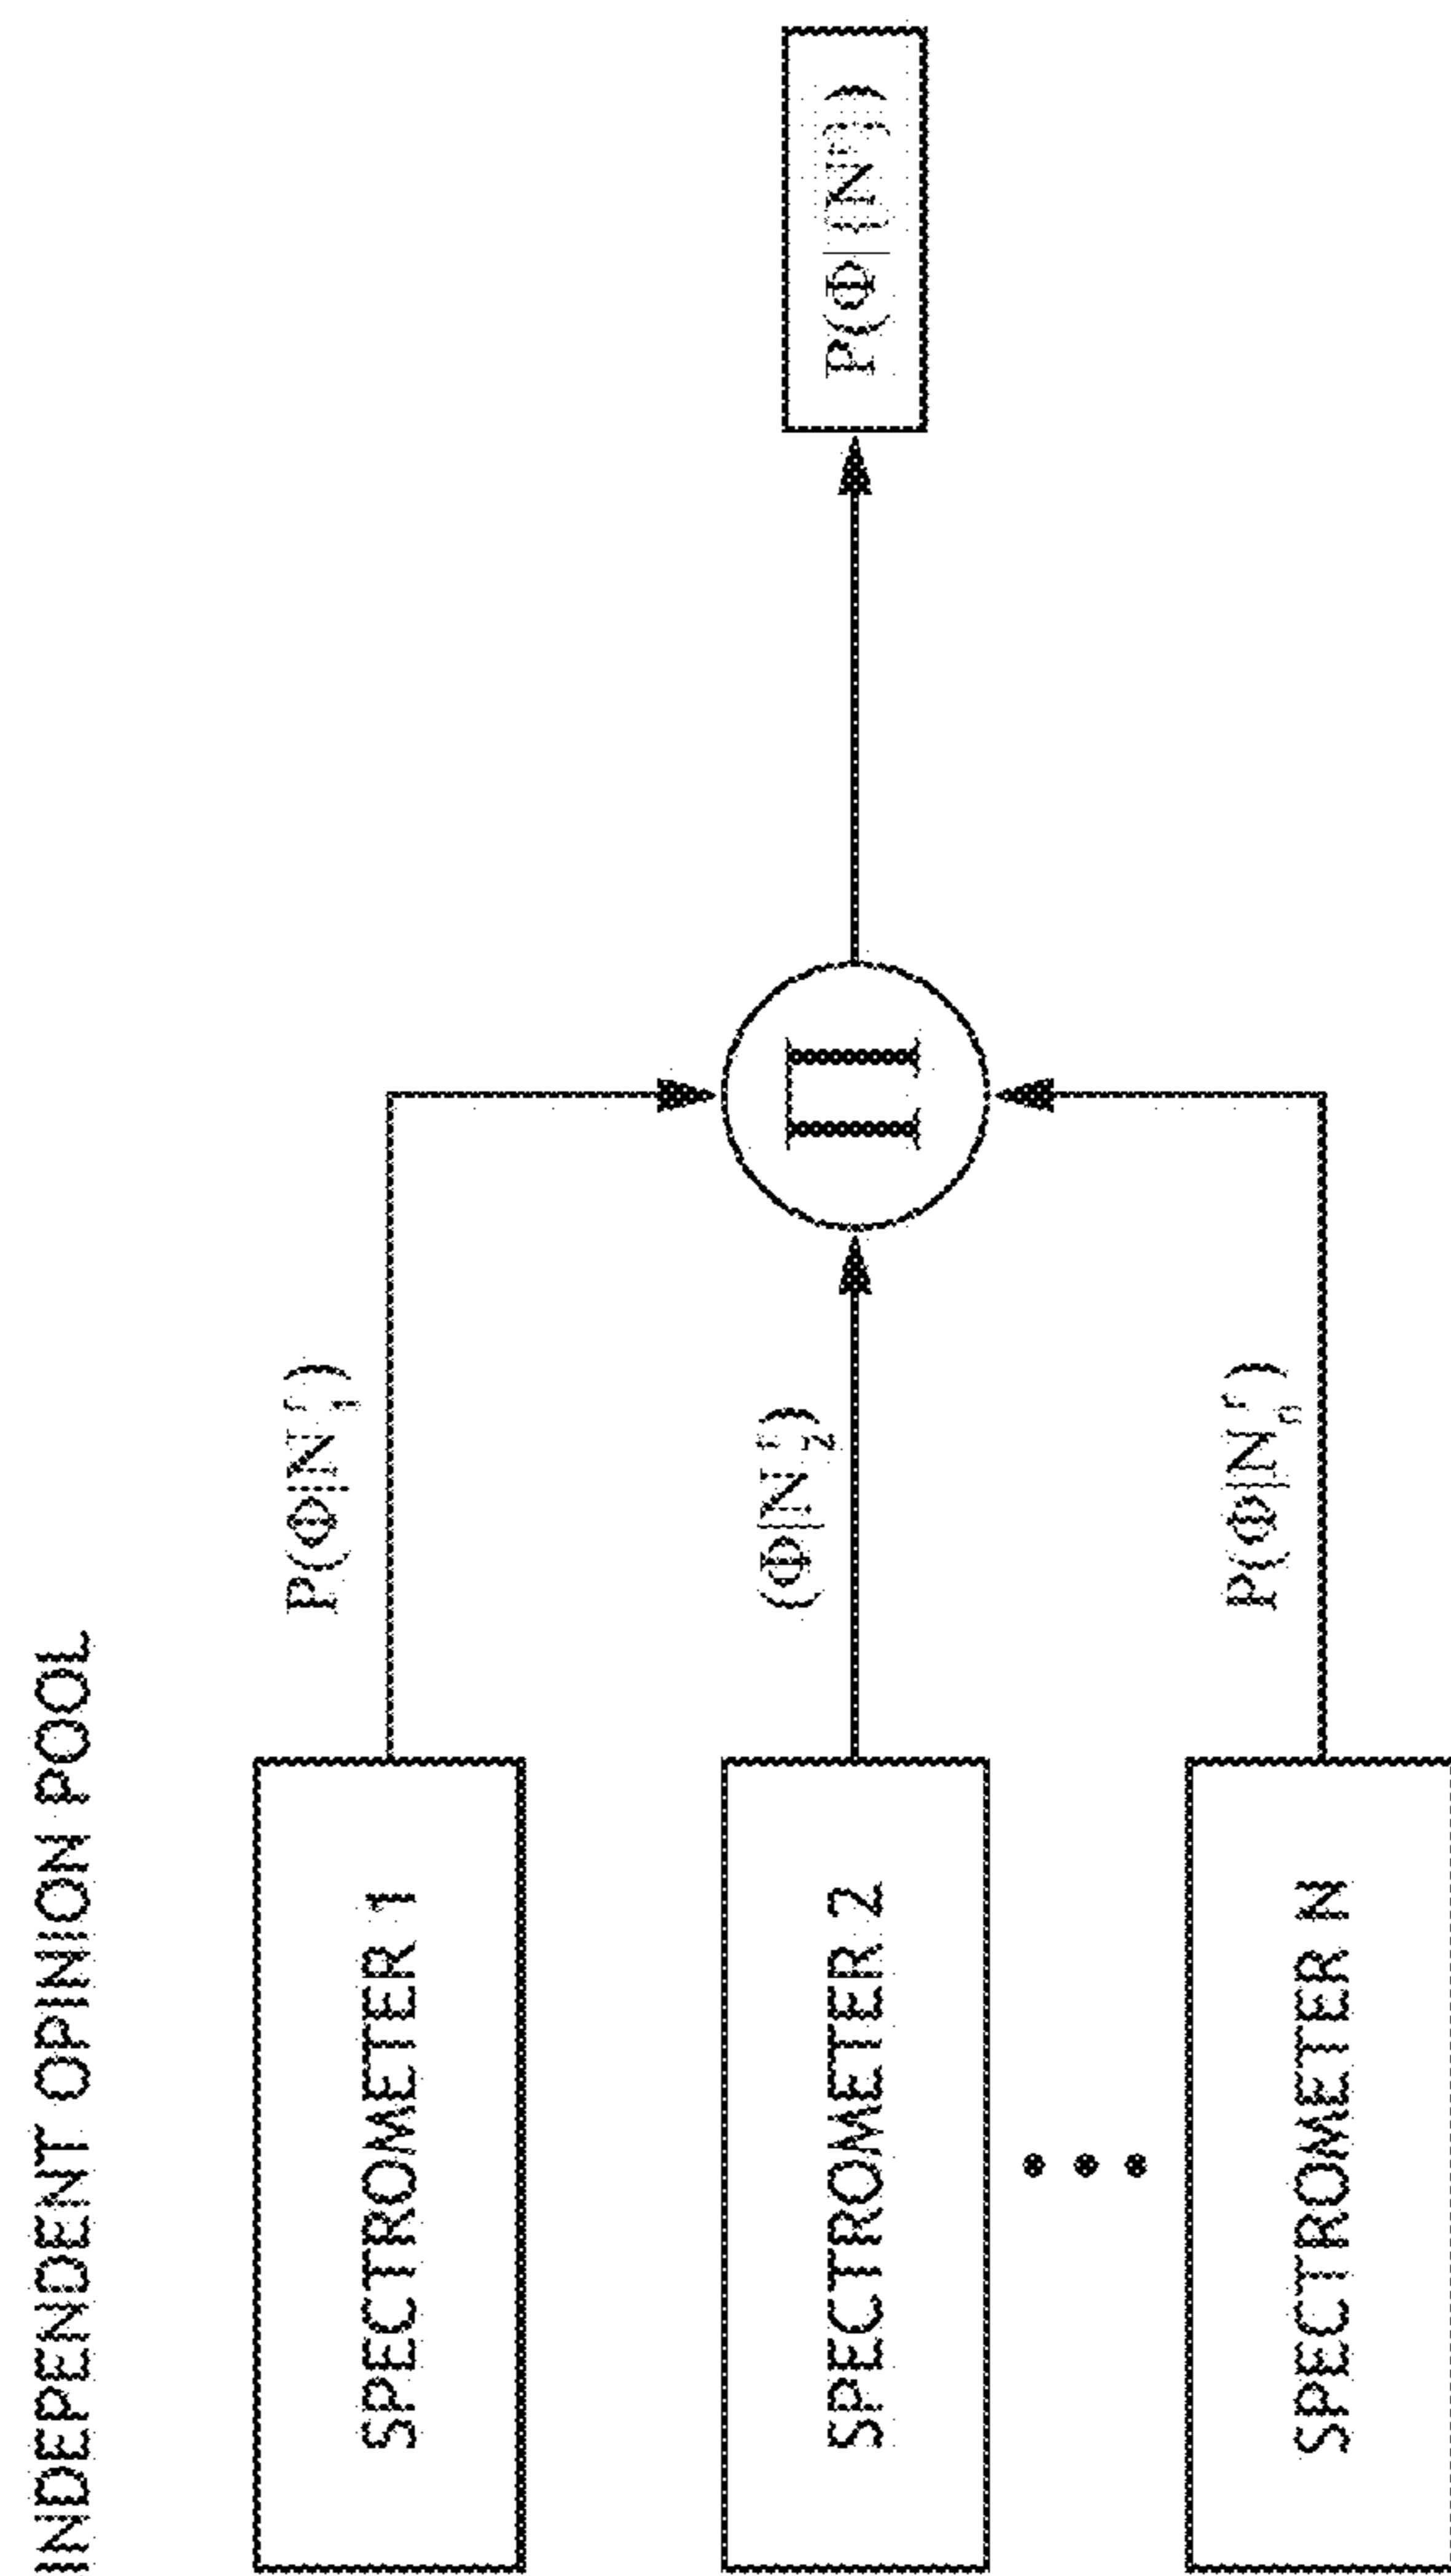 INDEPENDENT OPINION POOL
SPECTROMETER 1
P(Φ|N₁ʳ)
SPECTROMETER 2
(Φ|N₂ʳ)
SPECTROMETER N
P(Φ|Nₙʳ)
∏
P(Φ|{Nʳ})